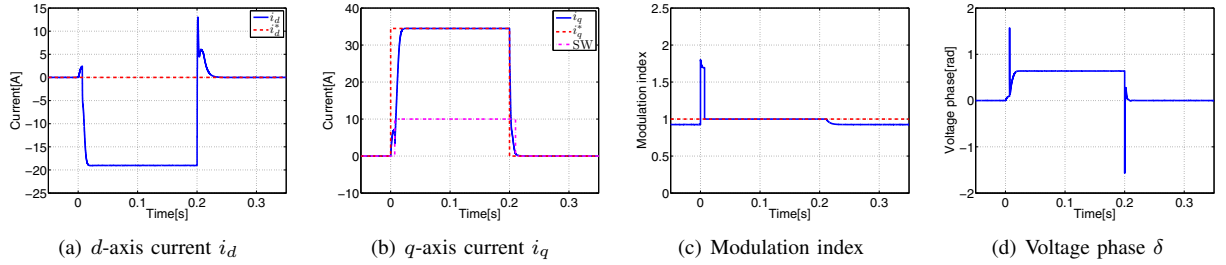 15
10
5
0
−5
−10
−15
−20
−25
0
0.1
0.2
0.3
Time[s]
Current[A]
i_d
i_d^*
(a) d-axis current i_d
40
30
20
10
0
−10
0
0.1
0.2
0.3
Time[s]
Current[A]
i_q
i_q^*
SW
(b) q-axis current i_q
2.5
2
1.5
1
0.5
0
0
0.1
0.2
0.3
Time[s]
Modulation index
(c) Modulation index
2
1
0
−1
−2
0
0.1
0.2
0.3
Time[s]
Voltage phase[rad]
(d) Voltage phase δ